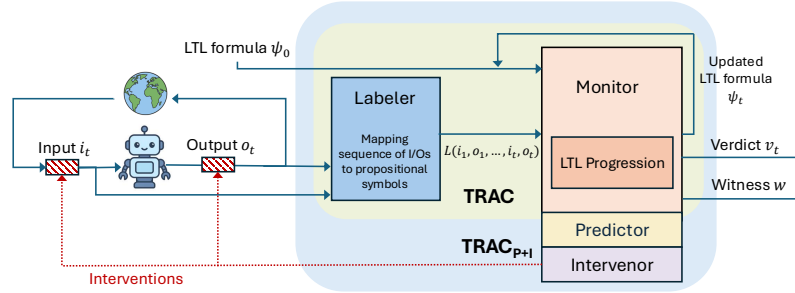 LTL formula ψ₀
Updated
LTL formula
ψₜ
Monitor
Labeler
Mapping
sequence of I/Os
to propositional
symbols
L(i₁, o₁, … , iₜ, oₜ)
LTL Progression
Input iₜ
Output oₜ
Verdict vₜ
Witness w
TRAC
Predictor
TRAC_P+I
Intervenor
Interventions